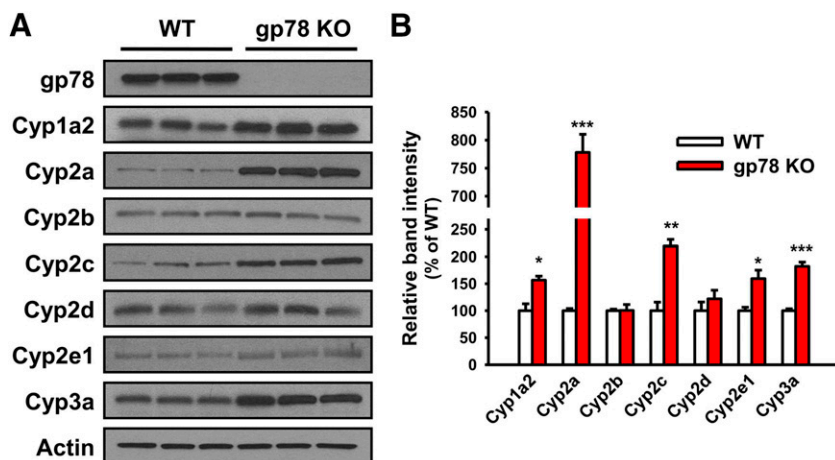 A
WT gp78 KO
gp78
Cyp1a2
Cyp2a
Cyp2b
Cyp2c
Cyp2d
Cyp2e1
Cyp3a
Actin
B
Relative band intensity
(% of WT)
850
800
750
700
250
200
150
100
50
0
WT
gp78 KO
*
***
**
*
***
Cyp1a2
Cyp2a
Cyp2b
Cyp2c
Cyp2d
Cyp2e1
Cyp3a